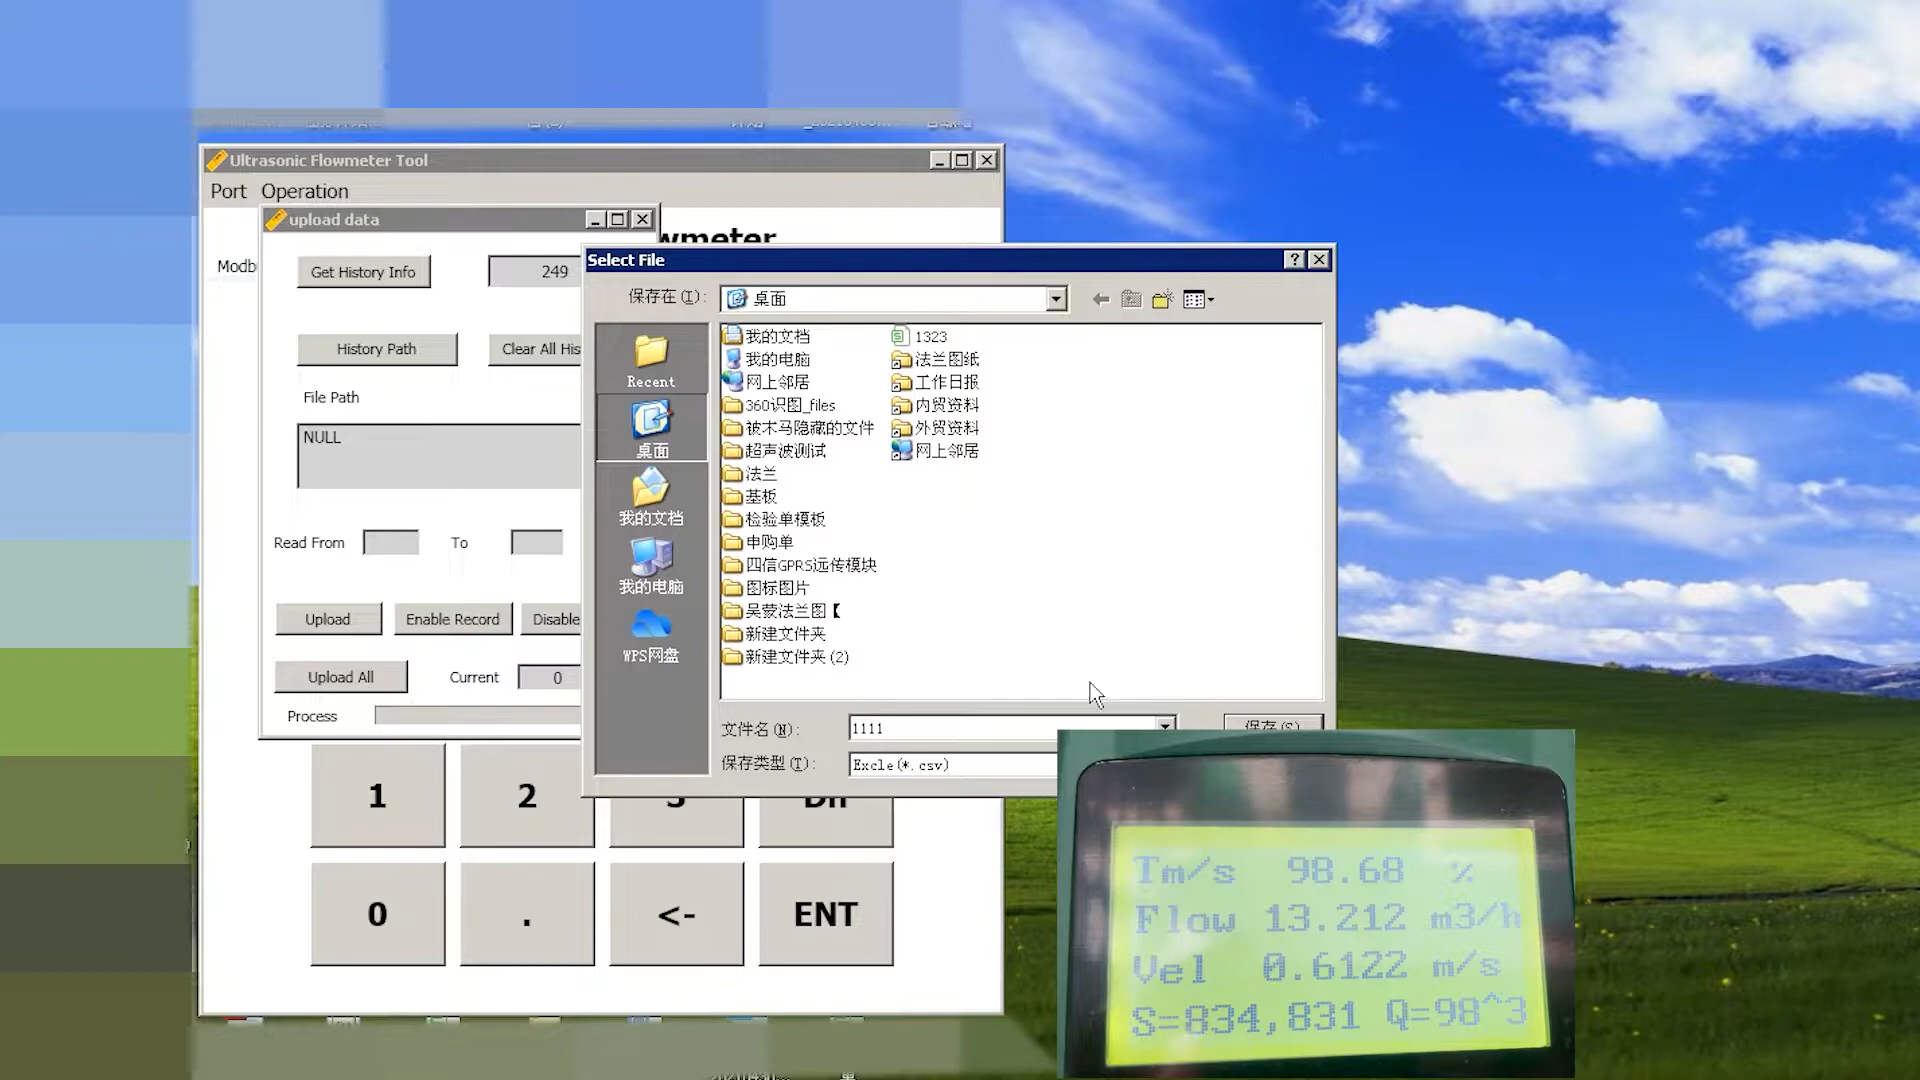 Ultrasonic Flowmeter Tool
Port Operation
upload data
wmeter
Modb
Get History Info
249
History Path
Clear All His
File Path
NULL
Read From
To
Upload
Enable Record
Disable
Upload All
Current
0
Process
Select File
保存在(I):
桌面
Recent
桌面
我的文档
我的电脑
WPS网盘
我的文档
我的电脑
网上邻居
360识图_files
被木马隐藏的文件
超声波测试
法兰
基板
检验单模板
申购单
四信GPRS远传模块
图标图片
吴蒙法兰图【
新建文件夹
新建文件夹(2)
1323
法兰图纸
工作日报
内贸资料
外贸资料
网上邻居
文件名(N):
1111
保存(S)
保存类型(T):
Excle(*.csv)
1
2
3
Dn
0
.
<-
ENT
Tm/s 98.68 %
Flow 13.212 m3/h
Vel 0.6122 m/s
S=834,831 Q=98^3